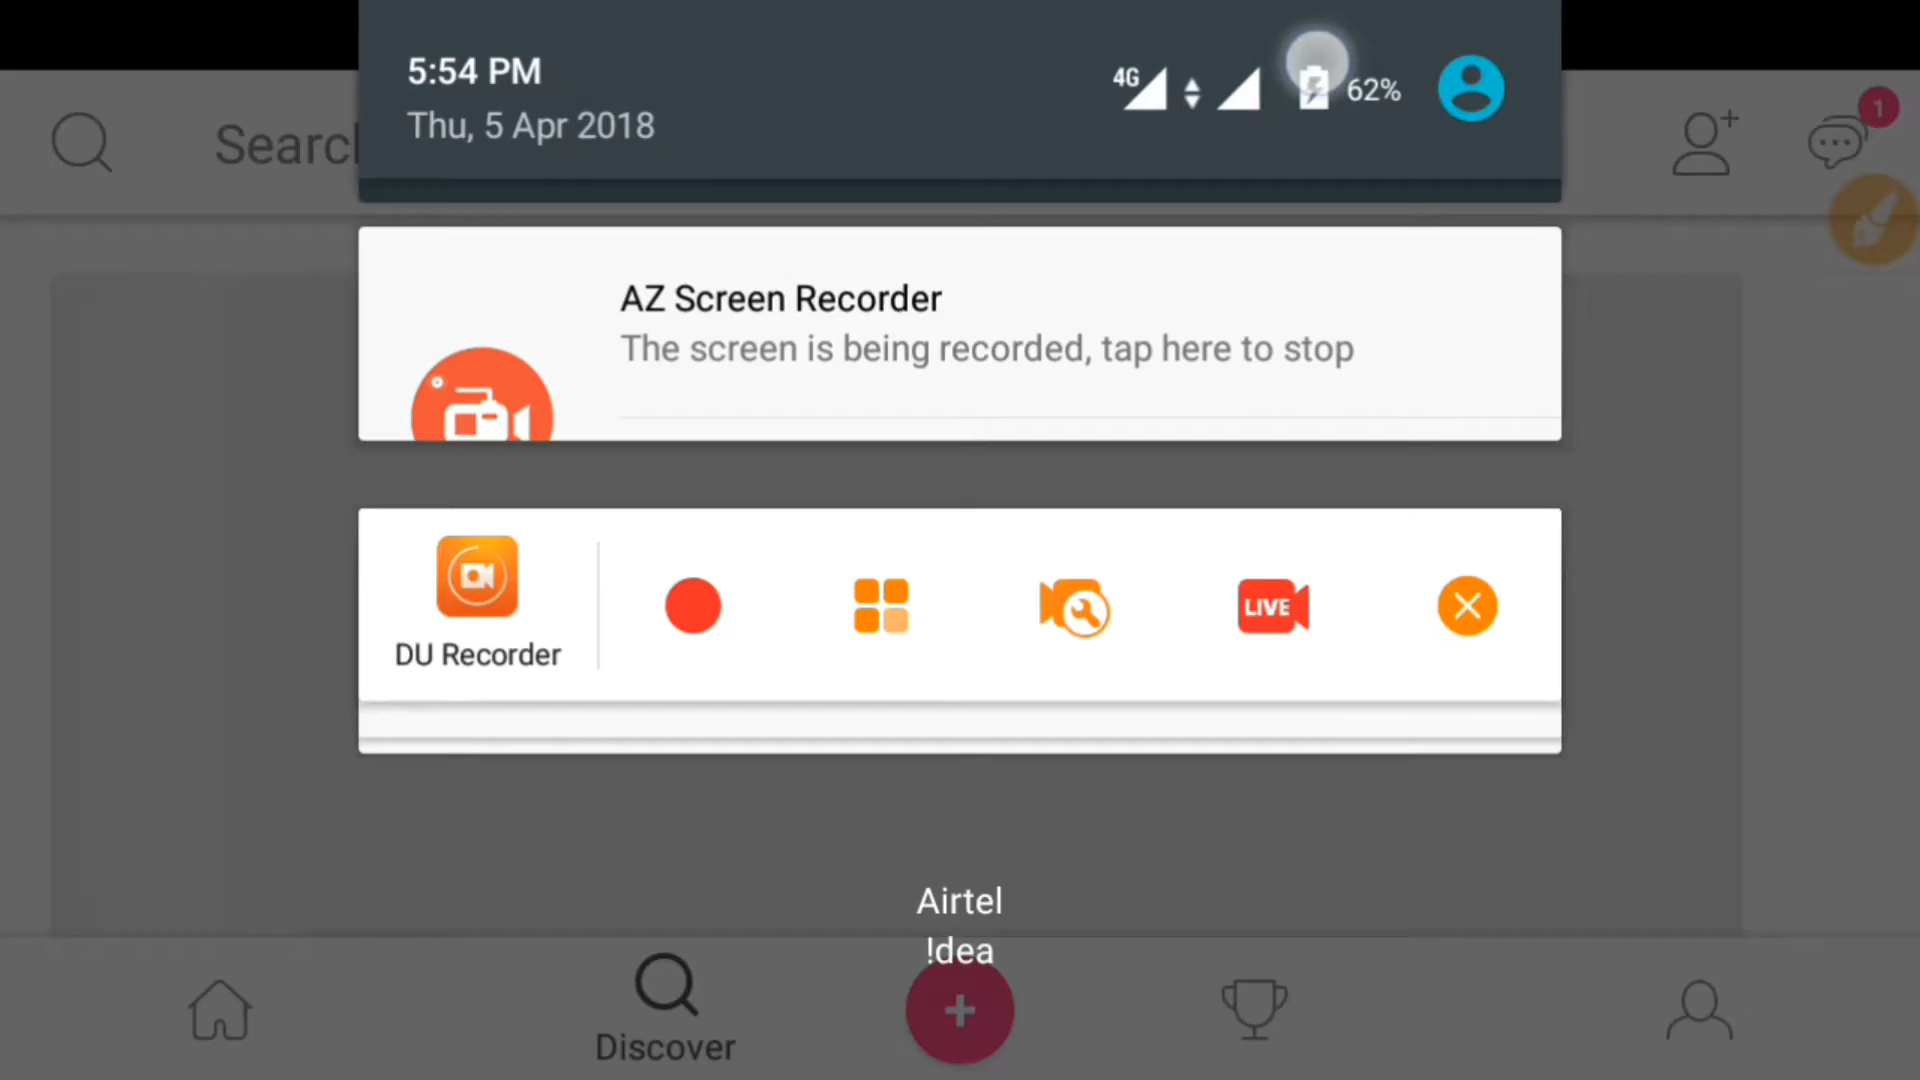 5:54 PM
Thu, 5 Apr 2018
4G
62%
1
Search
AZ Screen Recorder
The screen is being recorded, tap here to stop
DU Recorder
LIVE
Airtel
!dea
Discover